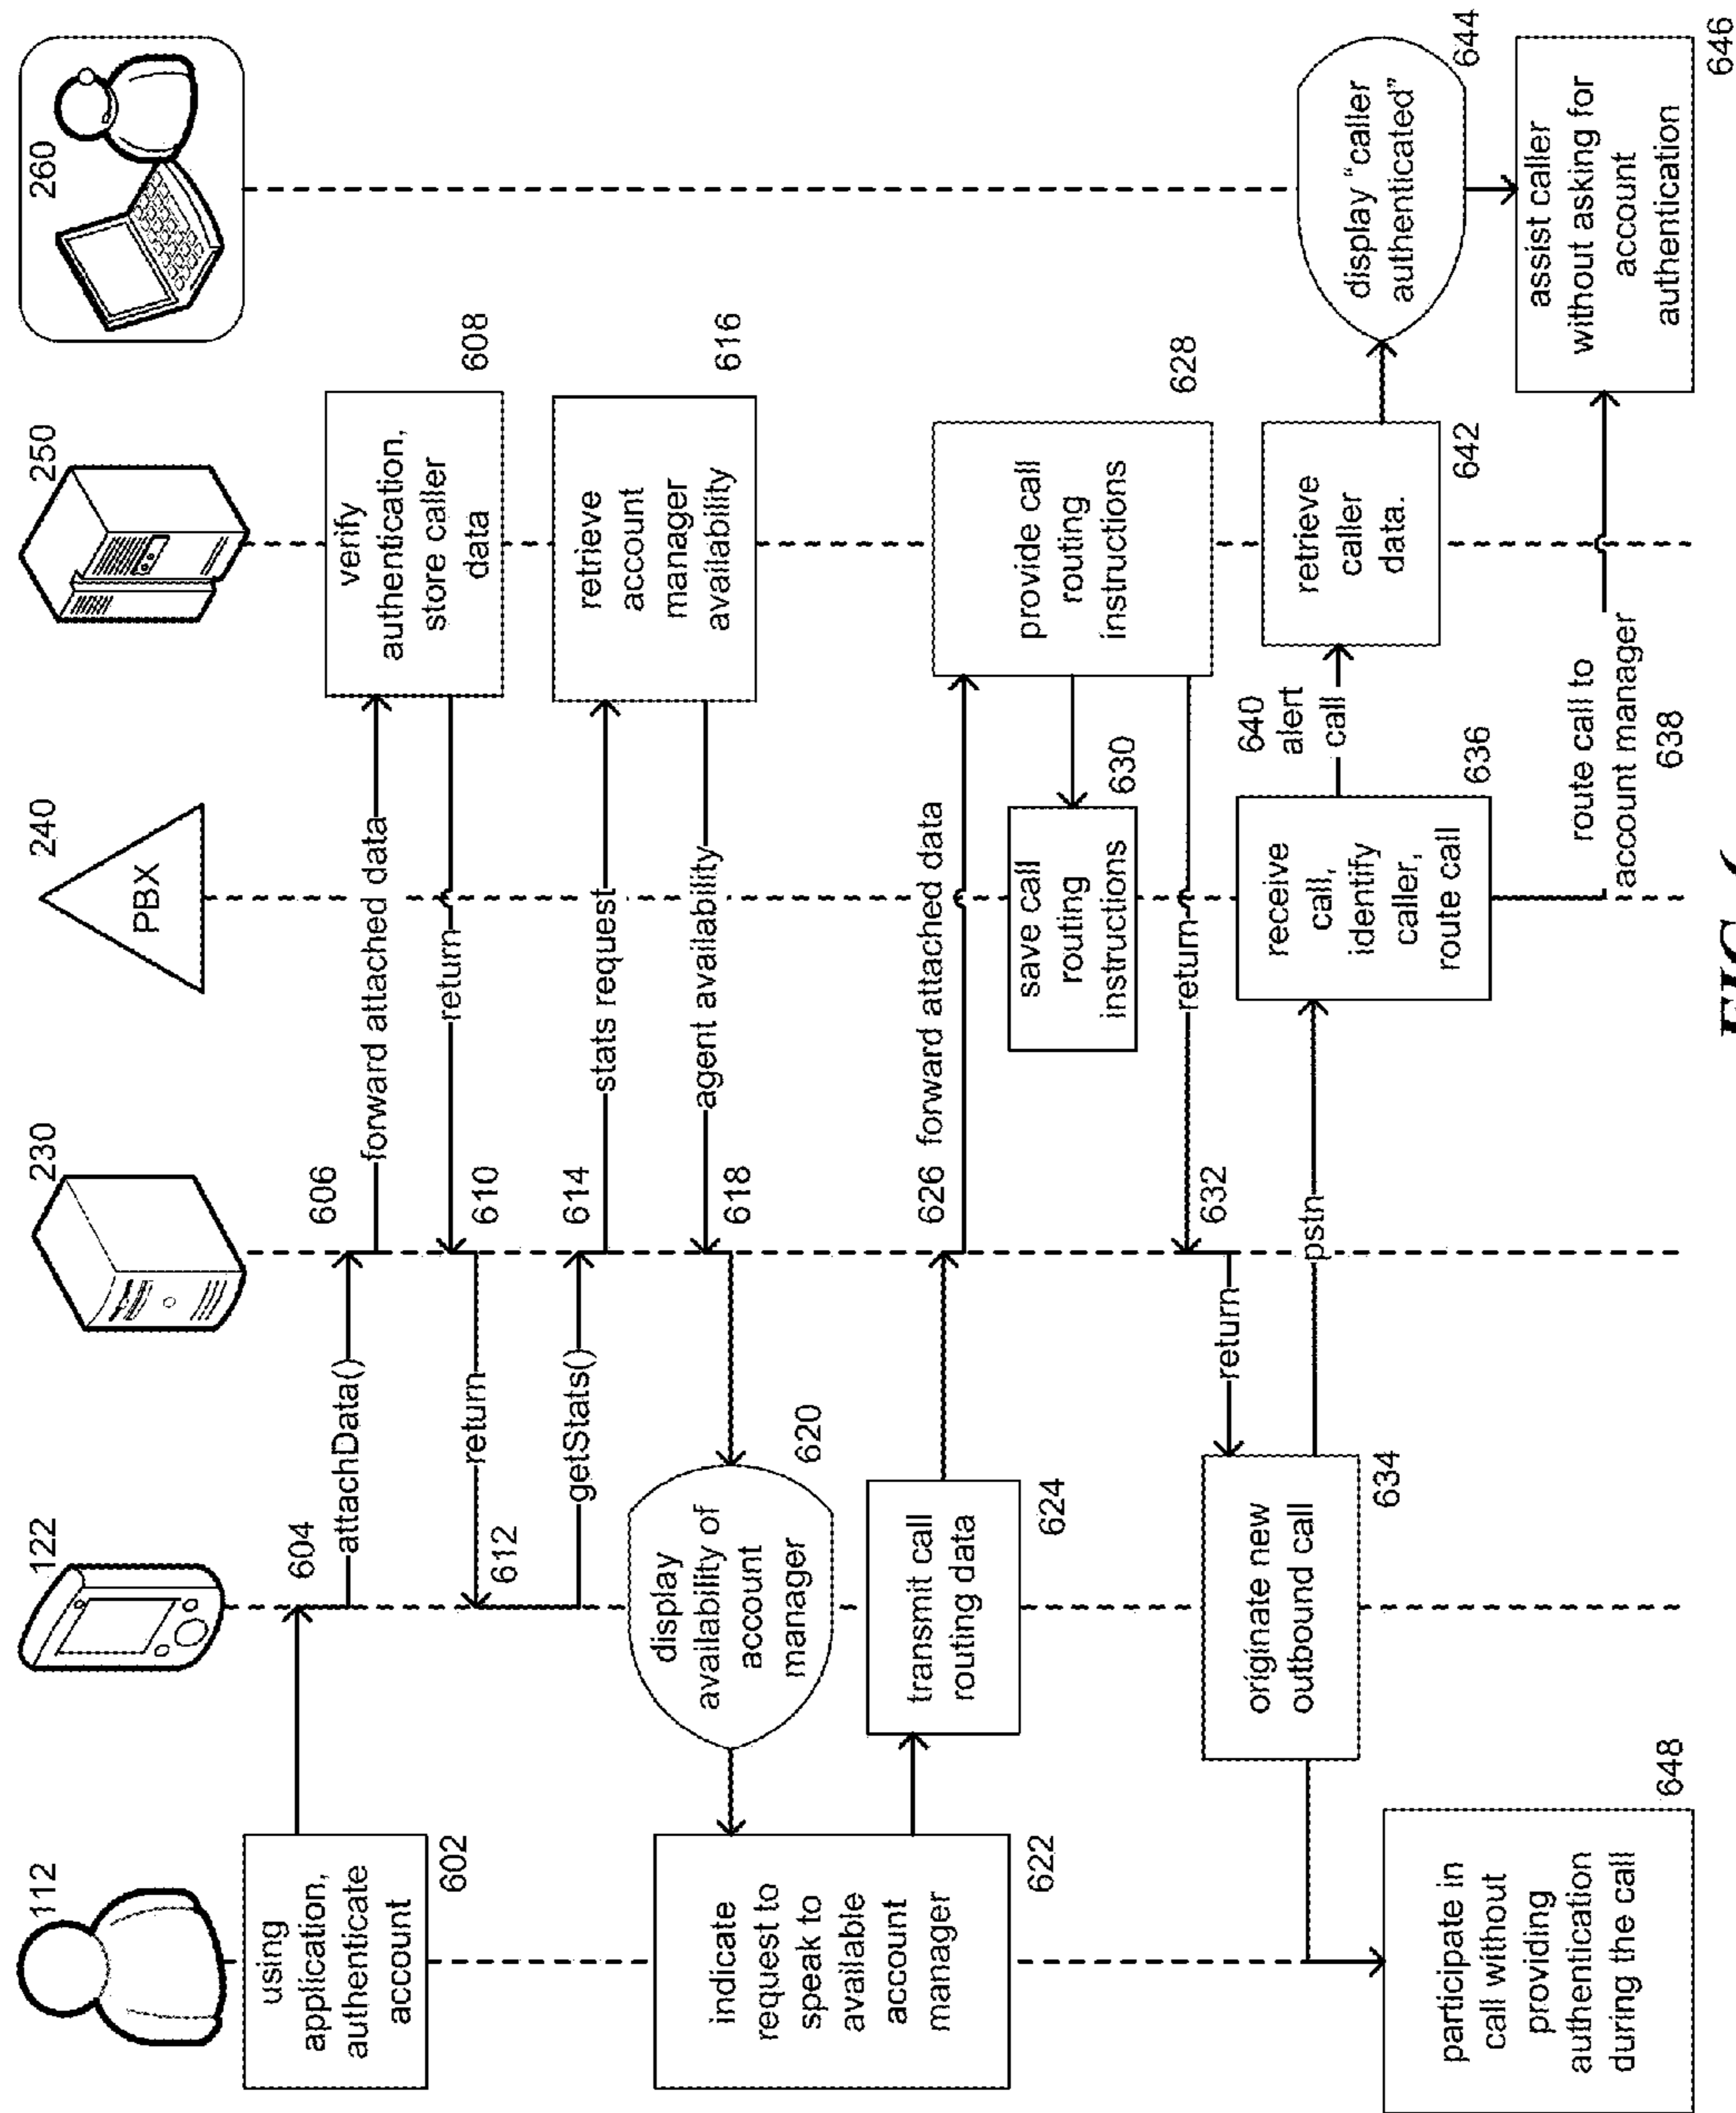 112
122
230
240
PBX
250
260
using
application,
authenticate
account
602
604
attachData()
606
forward attached data
verify
authentication,
store caller
data
608
return
610
return
612
getStats()
614
stats request
retrieve
account
manager
availability
616
agent availability
618
display
availability of
account
manager
620
indicate
request to
speak to
available
account
manager
622
transmit call
routing data
624
626 forward attached data
provide call
routing
instructions
628
save call
routing
instructions
630
return
632
return
originate new
outbound call
634
pstn
receive
call,
identify
caller,
route call
636
640
alert
call
retrieve
caller
data.
642
display "caller
authenticated"
644
route call to
account manager
638
assist caller
without asking for
account
authentication
646
participate in
call without
providing
authentication
during the call
648